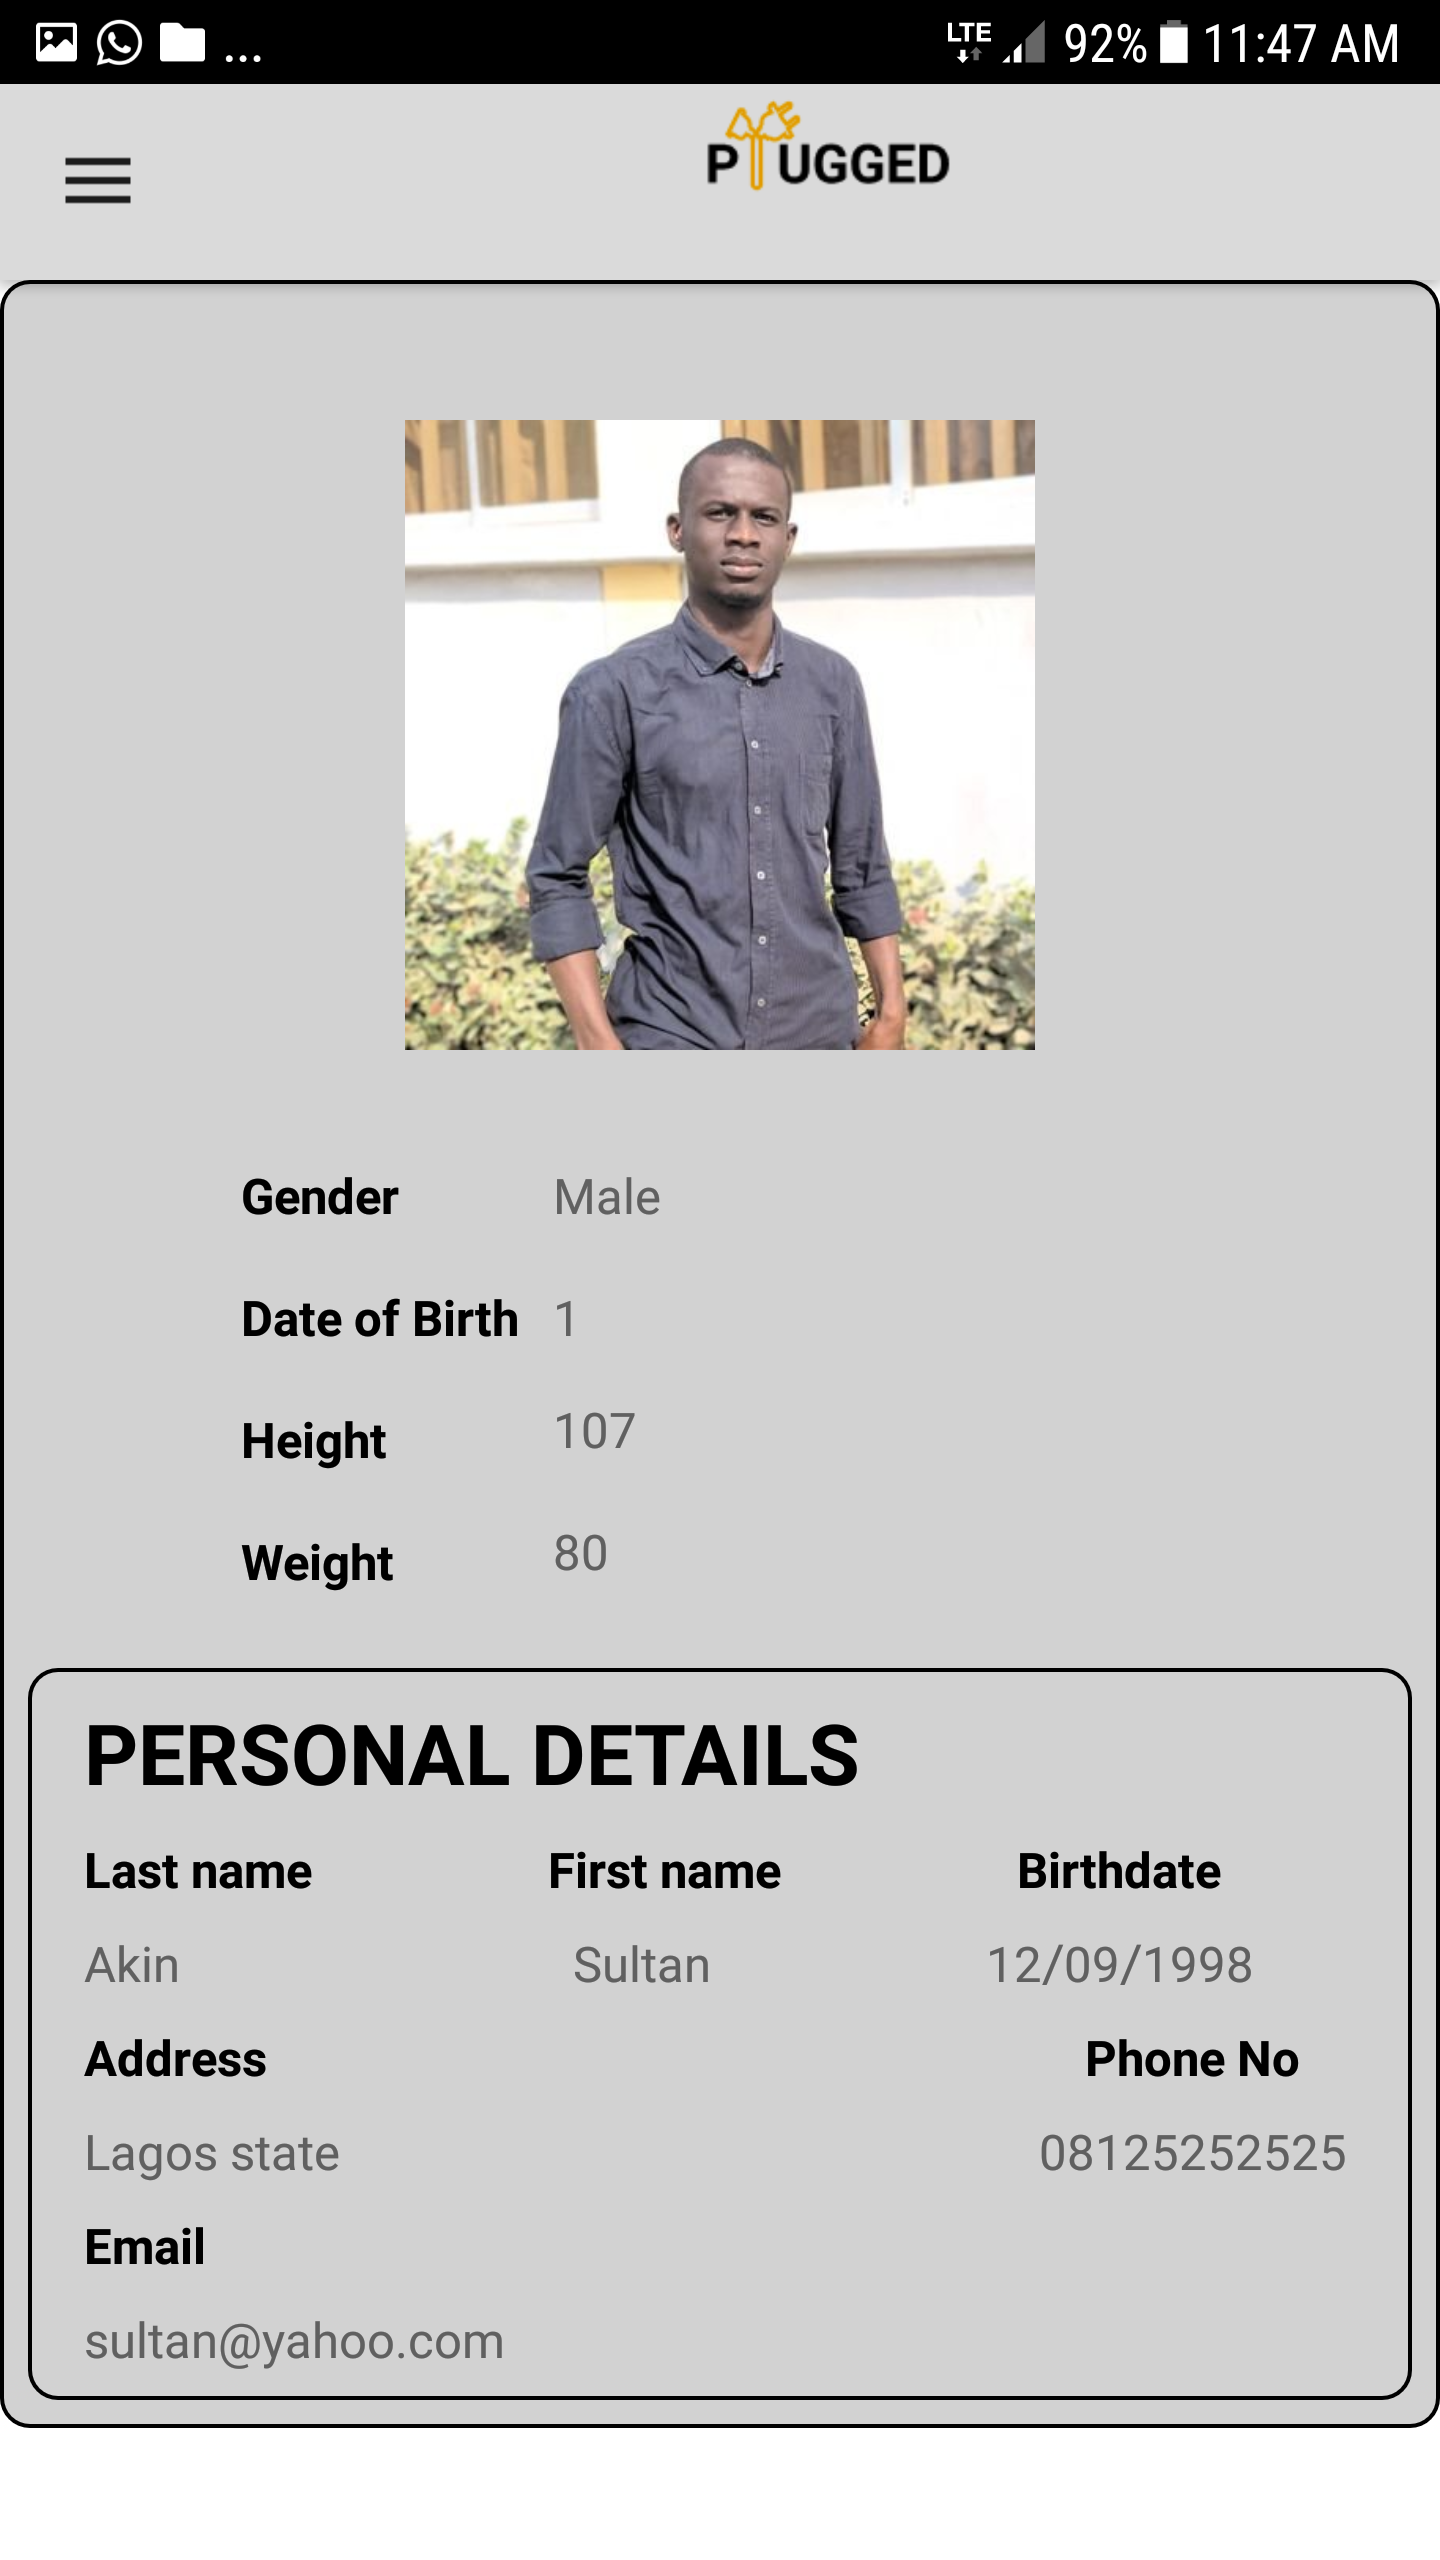 ... LTE 92% 11:47 AM
PLUGGED
Gender Male
Date of Birth 1
Height 107
Weight 80
PERSONAL DETAILS
Last name First name Birthdate
Akin Sultan 12/09/1998
Address Phone No
Lagos state 08125252525
Email
sultan@yahoo.com